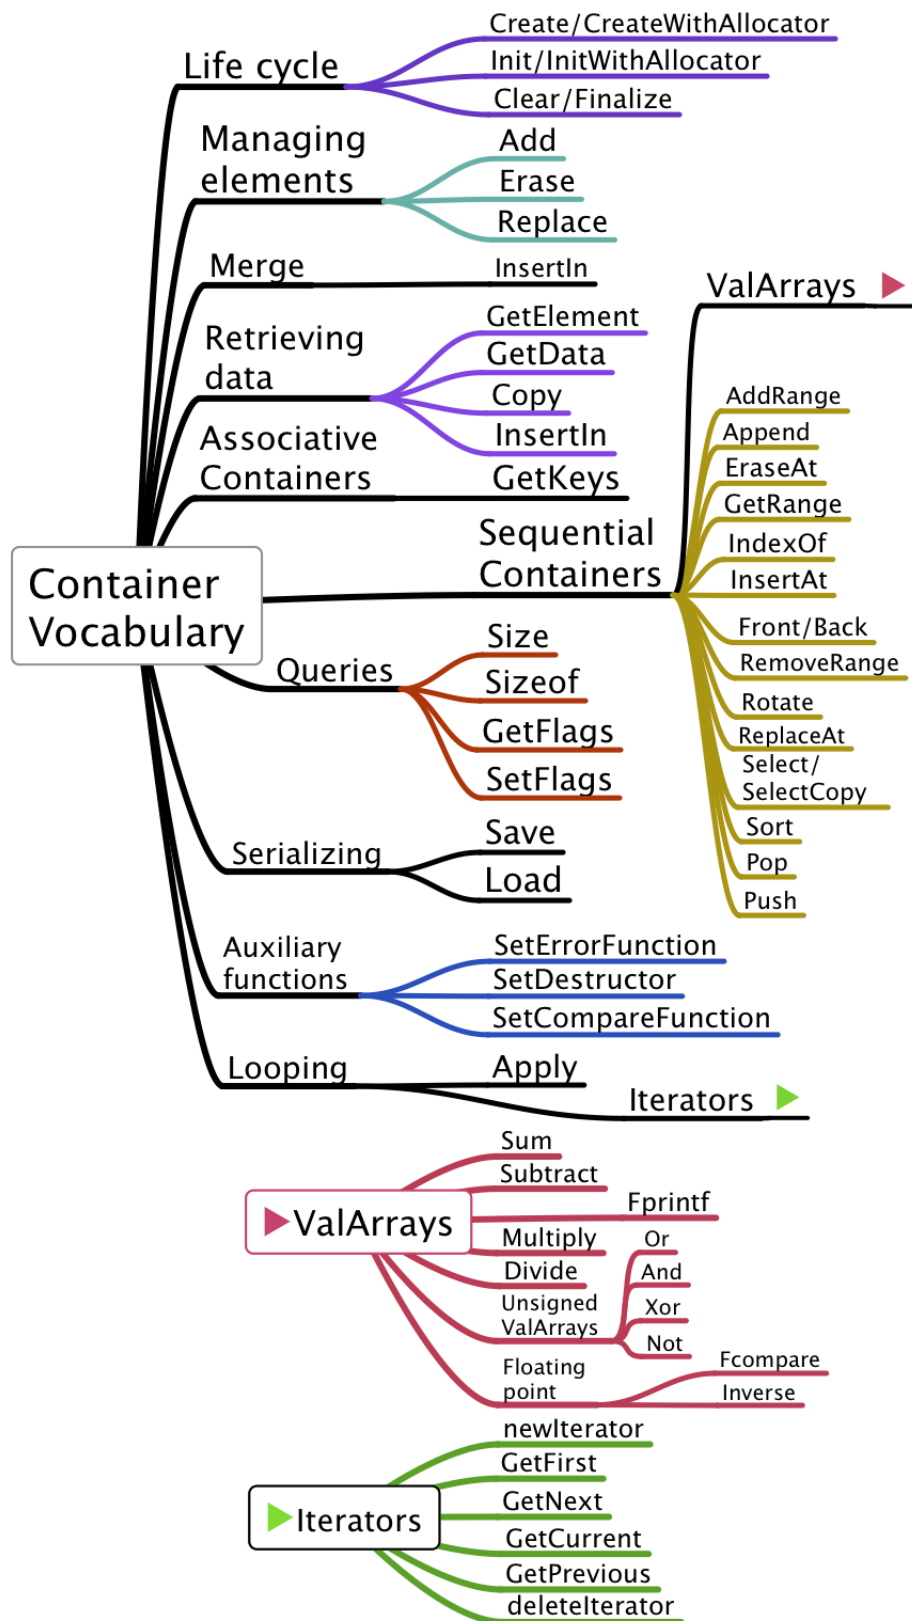 Life cycle
Create/CreateWithAllocator
Init/InitWithAllocator
Clear/Finalize
Managing
elements
Add
Erase
Replace
Merge
InsertIn
Retrieving
data
GetElement
GetData
Copy
InsertIn
Associative
Containers
GetKeys
Container
Vocabulary
Sequential
Containers
ValArrays
AddRange
Append
EraseAt
GetRange
IndexOf
InsertAt
Front/Back
RemoveRange
Rotate
ReplaceAt
Select/
SelectCopy
Sort
Pop
Push
Queries
Size
Sizeof
GetFlags
SetFlags
Serializing
Save
Load
Auxiliary
functions
SetErrorFunction
SetDestructor
SetCompareFunction
Looping
Apply
Iterators
ValArrays
Sum
Subtract
Fprintf
Multiply
Divide
Unsigned
ValArrays
Or
And
Xor
Not
Floating
point
Fcompare
Inverse
Iterators
newIterator
GetFirst
GetNext
GetCurrent
GetPrevious
deleteIterator